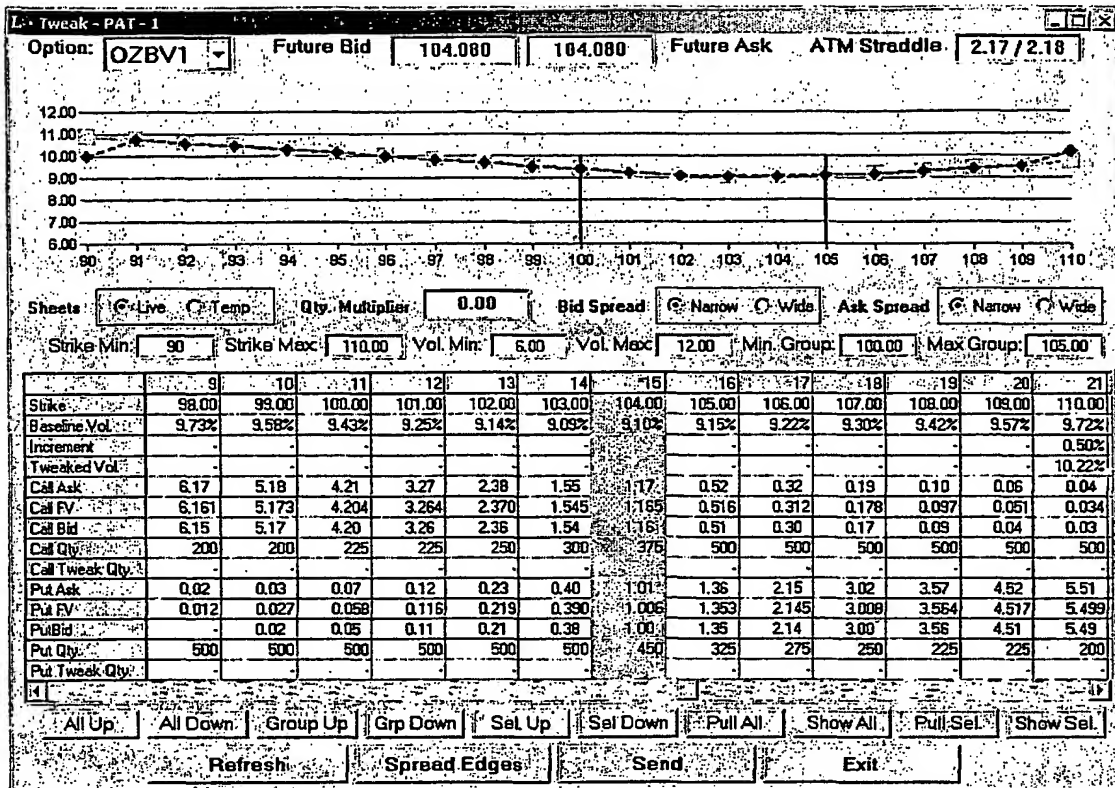 Tweak - PAT - 1
Option: OZBV1 Future Bid 104.080 104.080 Future Ask ATM Straddle 2.17 / 2.18
12.00
11.00
10.00
9.00
8.00
7.00
6.00
90 91 92 93 94 95 96 97 98 99 100 101 102 103 104 105 106 107 108 109 110
Sheets Live Temp Qty. Multiplier 0.00 Bid Spread Narrow Wide Ask Spread Narrow Wide
Strike Min: 90 Strike Max: 110.00 Vol. Min: 6.00 Vol. Max: 12.00 Min. Group: 100.00 Max Group: 105.00
9 10 11 12 13 14 15 16 17 18 19 20 21
Strike 98.00 99.00 100.00 101.00 102.00 103.00 104.00 105.00 106.00 107.00 108.00 109.00 110.00
Baseline Vol. 9.73% 9.58% 9.43% 9.25% 9.14% 9.09% 9.10% 9.15% 9.22% 9.30% 9.42% 9.57% 9.72%
Increment - - - - - - - - - - - 0.50%
Tweaked Vol. - - - - - - - - - - - 10.22%
Call Ask 6.17 5.18 4.21 3.27 2.38 1.55 1.17 0.52 0.32 0.19 0.10 0.06 0.04
Call FV 6.161 5.173 4.204 3.264 2.370 1.545 1.165 0.516 0.312 0.178 0.097 0.051 0.034
Call Bid 6.15 5.17 4.20 3.26 2.36 1.54 1.16 0.51 0.30 0.17 0.09 0.04 0.03
Call Qty. 200 200 225 225 250 300 375 500 500 500 500 500 500
Call Tweak Qty. - - - - - - - - - - - -
Put Ask 0.02 0.03 0.07 0.12 0.23 0.40 1.01 1.36 2.15 3.02 3.57 4.52 5.51
Put FV 0.012 0.027 0.058 0.116 0.219 0.390 1.006 1.353 2.145 3.008 3.564 4.517 5.499
Put Bid - 0.02 0.05 0.11 0.21 0.38 1.00 1.35 2.14 3.00 3.56 4.51 5.49
Put Qty. 500 500 500 500 500 500 450 325 275 250 225 225 200
Put Tweak Qty. - - - - - - - - - - - -
All Up All Down Group Up Grp Down Sel Up Sel Down Pull All Show All Pull Sel. Show Sel.
Refresh Spread Edges Send Exit